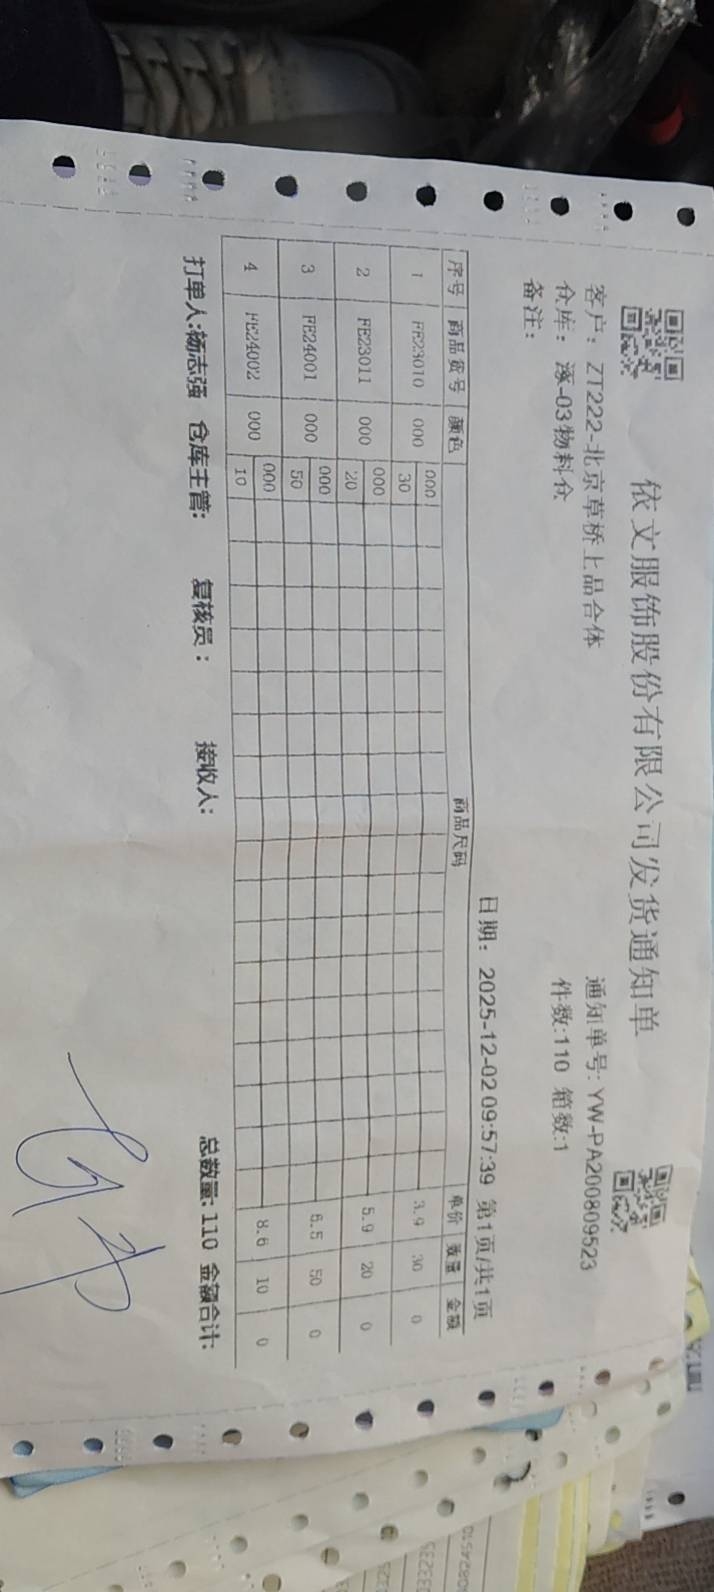 依文服饰股份有限公司发货通知单
客户：ZT222-北京草桥上品合体 通知单号：YW-PA200809523
仓库：涿-03物料仓 件数:110 箱数:1
备注：
日期：2025-12-02 09:57:39 第1页/共1页
序号 商品货号 颜色 商品尺码 单价 数量 金额
000
1 FE23010 000 30 3.9 30 0
000
2 FE23011 000 20 5.9 20 0
000
3 FE24001 000 50 6.5 50 0
000
4 FE24002 000 10 8.6 10 0
打单人:杨志强 仓库主管: 复核员： 接收人: 总数量:110 金额合计: